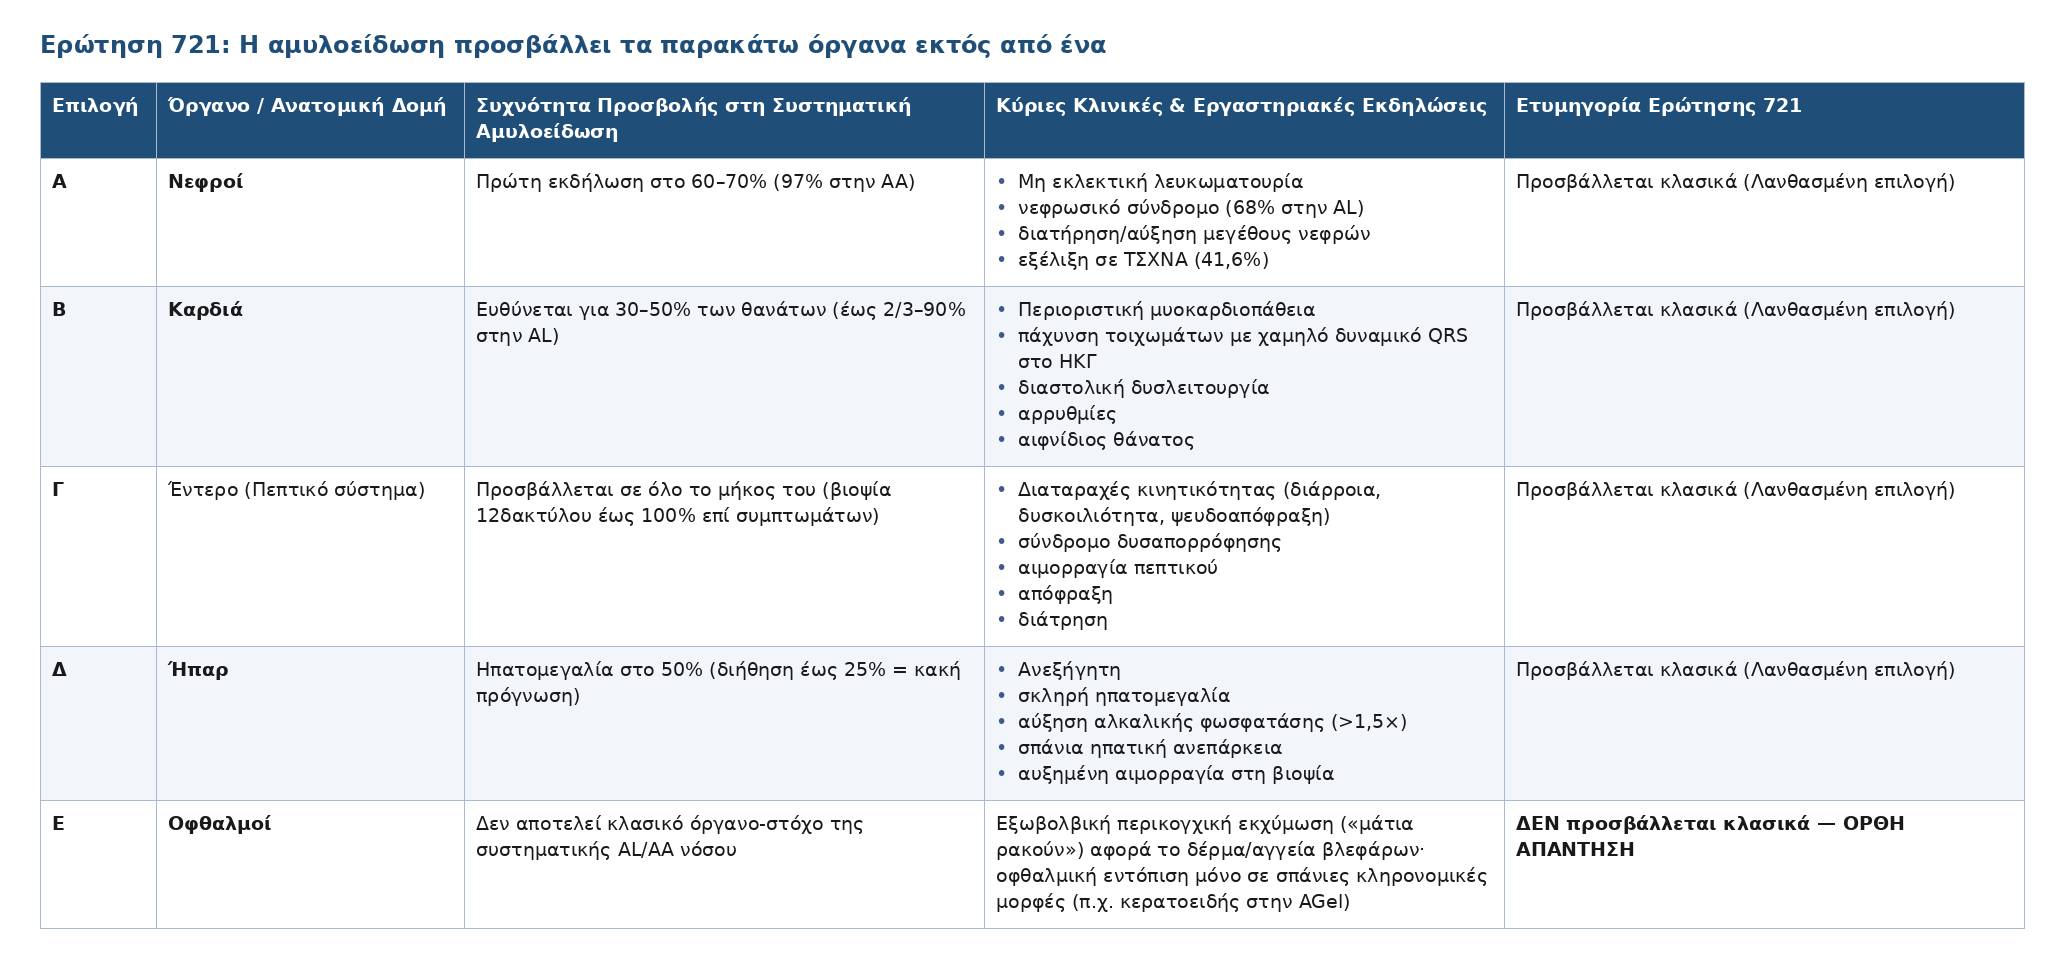 Ερώτηση 721: Η αμυλοείδωση προσβάλλει τα παρακάτω όργανα εκτός από ένα
Επιλογή
Όργανο / Ανατομική Δομή
Συχνότητα Προσβολής στη Συστηματική
Αμυλοείδωση
Κύριες Κλινικές & Εργαστηριακές Εκδηλώσεις
Ετυμηγορία Ερώτησης 721
Α
Νεφροί
Πρώτη εκδήλωση στο 60–70% (97% στην ΑΑ)
• Μη εκλεκτική λευκωματουρία
• νεφρωσικό σύνδρομο (68% στην AL)
• διατήρηση/αύξηση μεγέθους νεφρών
• εξέλιξη σε ΤΣΧΝΑ (41,6%)
Προσβάλλεται κλασικά (Λανθασμένη επιλογή)
Β
Καρδιά
Ευθύνεται για 30–50% των θανάτων (έως 2/3–90%
στην AL)
• Περιοριστική μυοκαρδιοπάθεια
• πάχυνση τοιχωμάτων με χαμηλό δυναμικό QRS
στο ΗΚΓ
• διαστολική δυσλειτουργία
• αρρυθμίες
• αιφνίδιος θάνατος
Προσβάλλεται κλασικά (Λανθασμένη επιλογή)
Γ
Έντερο (Πεπτικό σύστημα)
Προσβάλλεται σε όλο το μήκος του (βιοψία
12δακτύλου έως 100% επί συμπτωμάτων)
• Διαταραχές κινητικότητας (διάρροια,
δυσκοιλιότητα, ψευδοαπόφραξη)
• σύνδρομο δυσαπορρόφησης
• αιμορραγία πεπτικού
• απόφραξη
• διάτρηση
Προσβάλλεται κλασικά (Λανθασμένη επιλογή)
Δ
Ήπαρ
Ηπατομεγαλία στο 50% (διήθηση έως 25% = κακή
πρόγνωση)
• Ανεξήγητη
• σκληρή ηπατομεγαλία
• αύξηση αλκαλικής φωσφατάσης (>1,5×)
• σπάνια ηπατική ανεπάρκεια
• αυξημένη αιμορραγία στη βιοψία
Προσβάλλεται κλασικά (Λανθασμένη επιλογή)
Ε
Οφθαλμοί
Δεν αποτελεί κλασικό όργανο-στόχο της
συστηματικής AL/AA νόσου
Εξωβολβική περικογχική εκχύμωση («μάτια
ρακούν») αφορά το δέρμα/αγγεία βλεφάρων·
οφθαλμική εντόπιση μόνο σε σπάνιες κληρονομικές
μορφές (π.χ. κερατοειδής στην AGel)
ΔΕΝ προσβάλλεται κλασικά — ΟΡΘΗ
ΑΠΑΝΤΗΣΗ